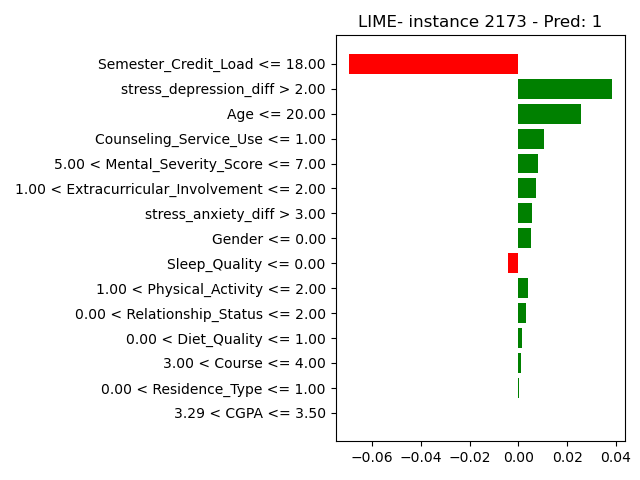 LIME- instance 2173 - Pred: 1
Semester_Credit_Load <= 18.00
stress_depression_diff > 2.00
Age <= 20.00
Counseling_Service_Use <= 1.00
5.00 < Mental_Severity_Score <= 7.00
1.00 < Extracurricular_Involvement <= 2.00
stress_anxiety_diff > 3.00
Gender <= 0.00
Sleep_Quality <= 0.00
1.00 < Physical_Activity <= 2.00
0.00 < Relationship_Status <= 2.00
0.00 < Diet_Quality <= 1.00
3.00 < Course <= 4.00
0.00 < Residence_Type <= 1.00
3.29 < CGPA <= 3.50
−0.06 −0.04 −0.02 0.00 0.02 0.04